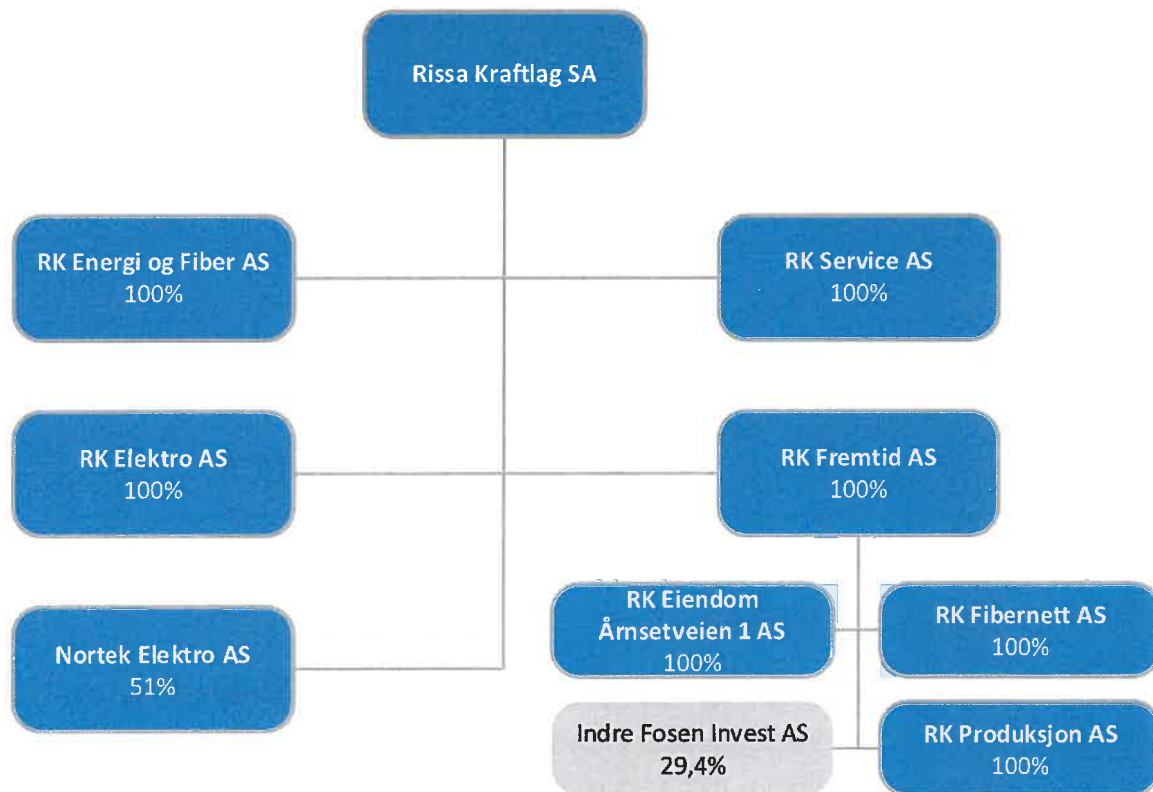 Rissa Kraftlag SA
RK Energi og Fiber AS
100%
RK Service AS
100%
RK Elektro AS
100%
RK Fremtid AS
100%
Nortek Elektro AS
51%
RK Eiendom
Årnsetveien 1 AS
100%
RK Fibernett AS
100%
Indre Fosen Invest AS
29,4%
RK Produksjon AS
100%